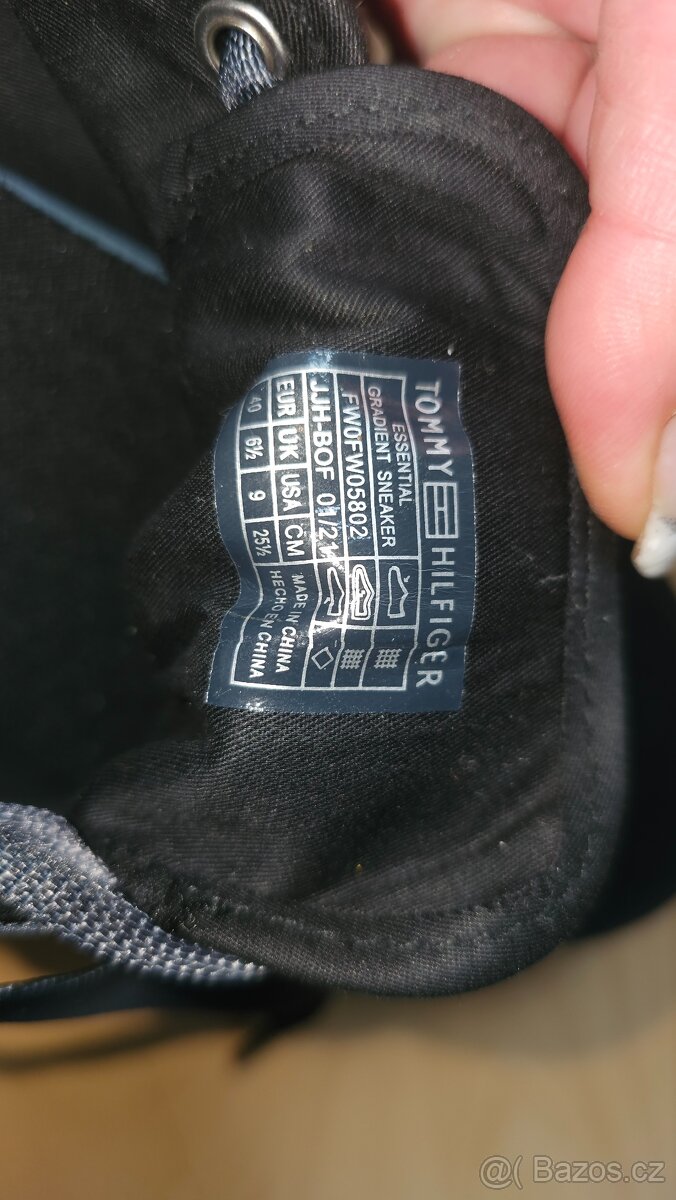 TOMMY HILFIGER
ESSENTIAL
GRADIENT SNEAKER
FW0FW05802
JJH-BOF 01/21
EUR UK USA CM
40 6½ 9 25½
MADE IN CHINA
HECHO EN CHINA
@ Bazos.cz